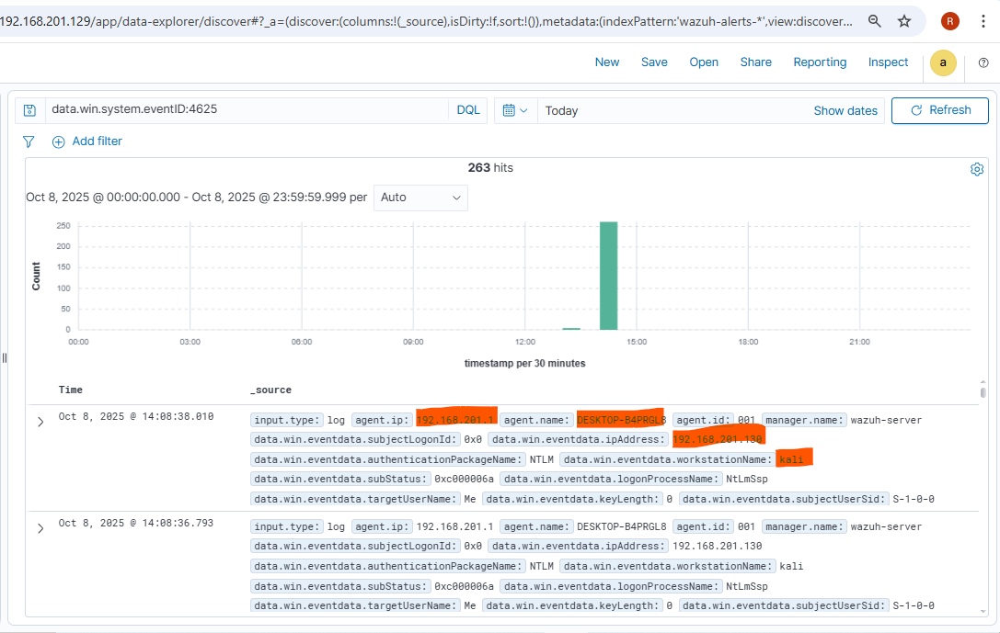 192.168.201.129/app/data-explorer/discover#?_a=(discover:(columns:!(_source),isDirty:!f,sort:!()),metadata:(indexPattern:'wazuh-alerts-*',view:discover...
R
New Save Open Share Reporting Inspect a
data.win.system.eventID:4625 DQL Today Show dates Refresh
Add filter
263 hits
Oct 8, 2025 @ 00:00:00.000 - Oct 8, 2025 @ 23:59:59.999 per Auto
250
200
150
100
50
0
Count
00:00 03:00 06:00 09:00 12:00 15:00 18:00 21:00
timestamp per 30 minutes
Time _source
Oct 8, 2025 @ 14:08:38.010 input.type: log agent.ip: 192.168.201.1 agent.name: DESKTOP-B4PRGL8 agent.id: 001 manager.name: wazuh-server
data.win.eventdata.subjectLogonId: 0x0 data.win.eventdata.ipAddress: 192.168.201.130
data.win.eventdata.authenticationPackageName: NTLM data.win.eventdata.workstationName: kali
data.win.eventdata.subStatus: 0xc000006a data.win.eventdata.logonProcessName: NtLmSsp
data.win.eventdata.targetUserName: Me data.win.eventdata.keyLength: 0 data.win.eventdata.subjectUserSid: S-1-0-0
Oct 8, 2025 @ 14:08:36.793 input.type: log agent.ip: 192.168.201.1 agent.name: DESKTOP-B4PRGL8 agent.id: 001 manager.name: wazuh-server
data.win.eventdata.subjectLogonId: 0x0 data.win.eventdata.ipAddress: 192.168.201.130
data.win.eventdata.authenticationPackageName: NTLM data.win.eventdata.workstationName: kali
data.win.eventdata.subStatus: 0xc000006a data.win.eventdata.logonProcessName: NtLmSsp
data.win.eventdata.targetUserName: Me data.win.eventdata.keyLength: 0 data.win.eventdata.subjectUserSid: S-1-0-0